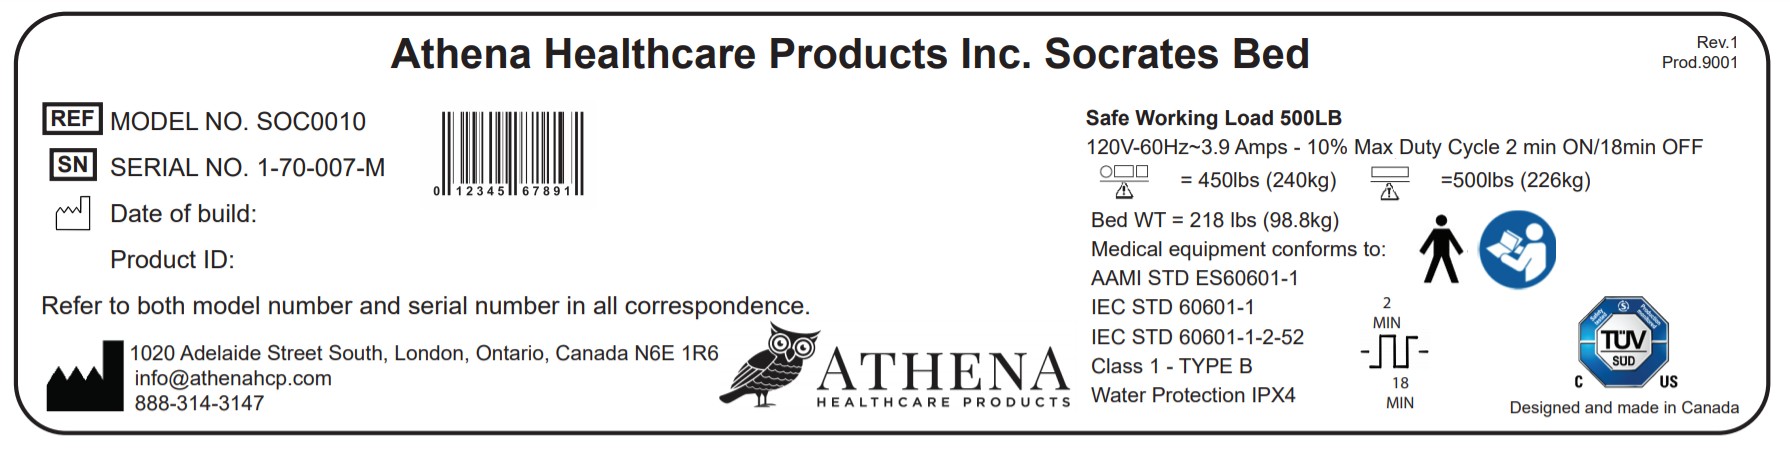 Athena Healthcare Products Inc. Socrates Bed
Rev.1
Prod.9001
REF MODEL NO. SOC0010
SN SERIAL NO. 1-70-007-M
Date of build:
Product ID:
0 12345 67891
Refer to both model number and serial number in all correspondence.
1020 Adelaide Street South, London, Ontario, Canada N6E 1R6
info@athenahcp.com
888-314-3147
ATHENA
HEALTHCARE PRODUCTS
Safe Working Load 500LB
120V-60Hz~3.9 Amps - 10% Max Duty Cycle 2 min ON/18min OFF
= 450lbs (240kg) =500lbs (226kg)
Bed WT = 218 lbs (98.8kg)
Medical equipment conforms to:
AAMI STD ES60601-1
IEC STD 60601-1
IEC STD 60601-1-2-52
Class 1 - TYPE B
Water Protection IPX4
2
MIN
18
MIN
Safety tested
Production monitored
TÜV
SUD
C US
Designed and made in Canada